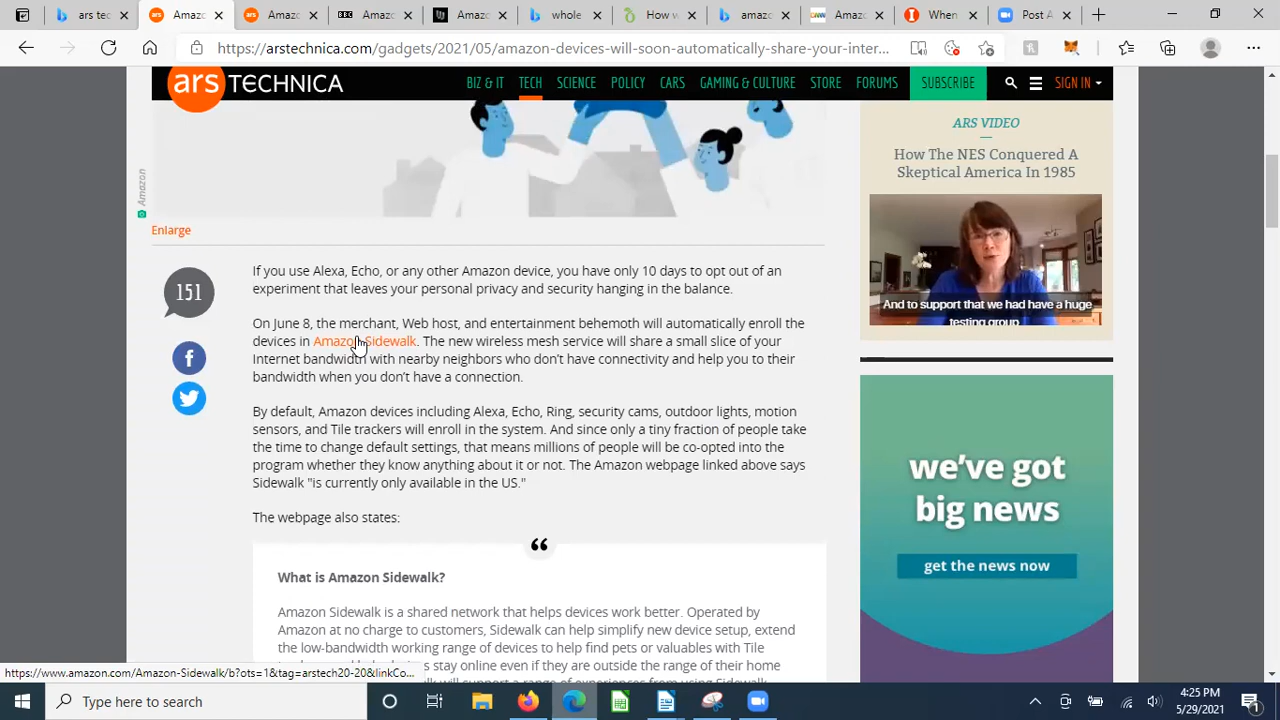 ars tec
Ars
Amazo
BBC Amazo
Amazo
whole
How w
amaz
CNN Amaz
When
Post A
https://arstechnica.com/gadgets/2021/05/amazon-devices-will-soon-automatically-share-your-inter...
ars TECHNICA
BIZ & IT TECH SCIENCE POLICY CARS GAMING & CULTURE STORE FORUMS SUBSCRIBE SIGN IN
Amazon
Enlarge
151
If you use Alexa, Echo, or any other Amazon device, you have only 10 days to opt out of an
experiment that leaves your personal privacy and security hanging in the balance.
On June 8, the merchant, Web host, and entertainment behemoth will automatically enroll the
devices in Amazon Sidewalk. The new wireless mesh service will share a small slice of your
Internet bandwidth with nearby neighbors who don't have connectivity and help you to their
bandwidth when you don't have a connection.
By default, Amazon devices including Alexa, Echo, Ring, security cams, outdoor lights, motion
sensors, and Tile trackers will enroll in the system. And since only a tiny fraction of people take
the time to change default settings, that means millions of people will be co-opted into the
program whether they know anything about it or not. The Amazon webpage linked above says
Sidewalk "is currently only available in the US."
The webpage also states:
What is Amazon Sidewalk?
Amazon Sidewalk is a shared network that helps devices work better. Operated by
Amazon at no charge to customers, Sidewalk can help simplify new device setup, extend
the low-bandwidth working range of devices to help find pets or valuables with Tile
s stay online even if they are outside the range of their home
ARS VIDEO
How The NES Conquered A
Skeptical America In 1985
And to support that we had have a huge
testing group
we've got
big news
get the news now
https://www.amazon.com/Amazon-Sidewalk/b?ots=1&tag=arstech20-20&linkCo...
Type here to search
4:25 PM
5/29/2021
1